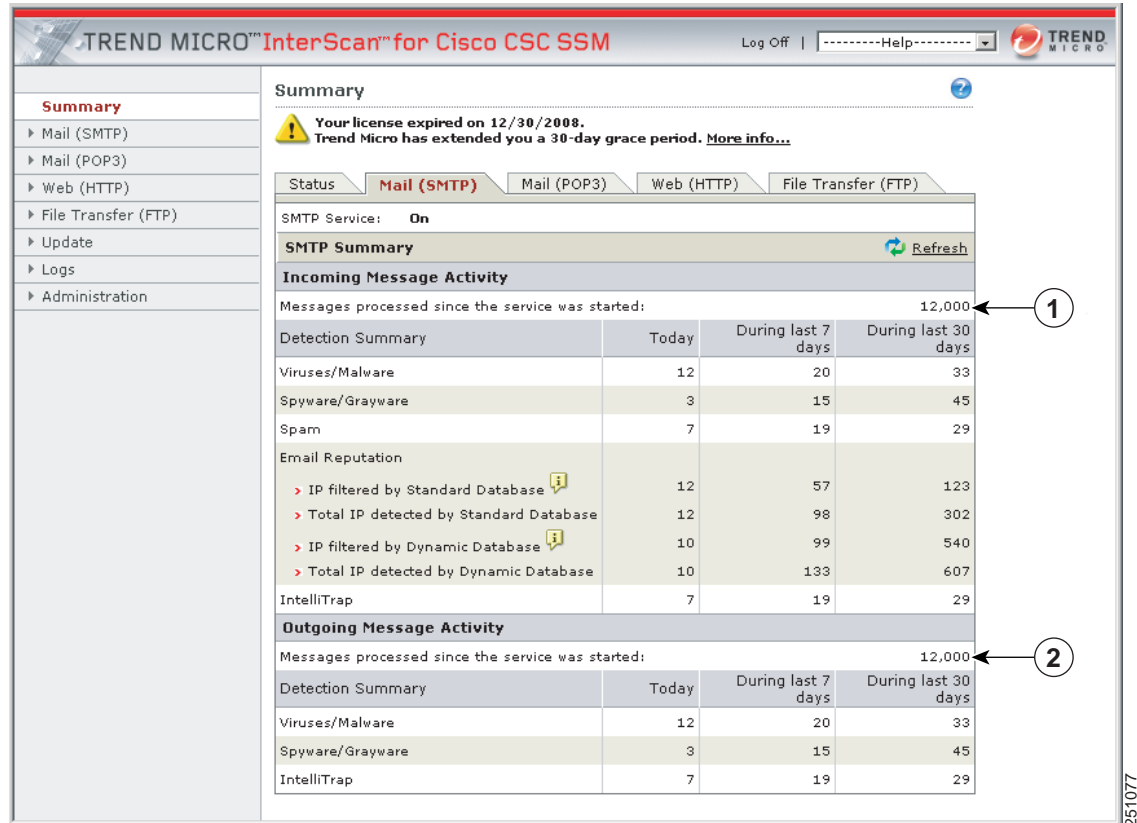 TREND MICRO™ InterScan™ for Cisco CSC SSM
Log Off | ---------Help---------
TREND MICRO
Summary
Mail (SMTP)
Mail (POP3)
Web (HTTP)
File Transfer (FTP)
Update
Logs
Administration
Summary
Your license expired on 12/30/2008.
Trend Micro has extended you a 30-day grace period. More info...
Status Mail (SMTP) Mail (POP3) Web (HTTP) File Transfer (FTP)
SMTP Service: On
SMTP Summary Refresh
Incoming Message Activity
Messages processed since the service was started: 12,000 1
Detection Summary Today During last 7 days During last 30 days
Viruses/Malware 12 20 33
Spyware/Grayware 3 15 45
Spam 7 19 29
Email Reputation
IP filtered by Standard Database 12 57 123
Total IP detected by Standard Database 12 98 302
IP filtered by Dynamic Database 10 99 540
Total IP detected by Dynamic Database 10 133 607
IntelliTrap 7 19 29
Outgoing Message Activity
Messages processed since the service was started: 12,000 2
Detection Summary Today During last 7 days During last 30 days
Viruses/Malware 12 20 33
Spyware/Grayware 3 15 45
IntelliTrap 7 19 29
251077